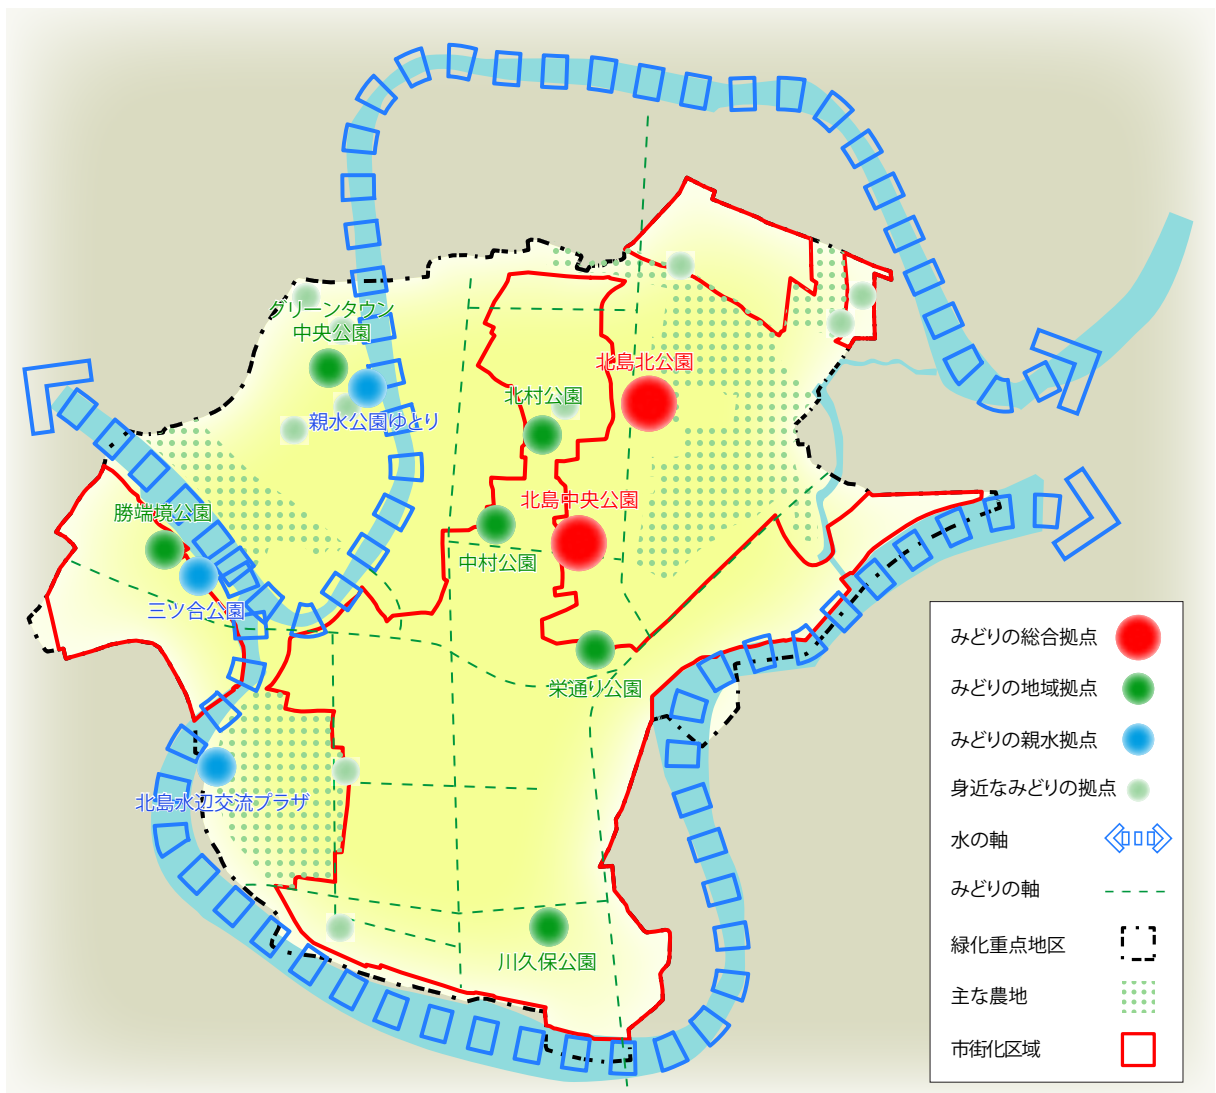 グリーンタウン
中央公園
北島北公園
北村公園
親水公園ゆとり
北島中央公園
勝端境公園
中村公園
三ツ合公園
栄通り公園
北島水辺交流プラザ
川久保公園
みどりの総合拠点
みどりの地域拠点
みどりの親水拠点
身近なみどりの拠点
水の軸
みどりの軸
緑化重点地区
主な農地
市街化区域